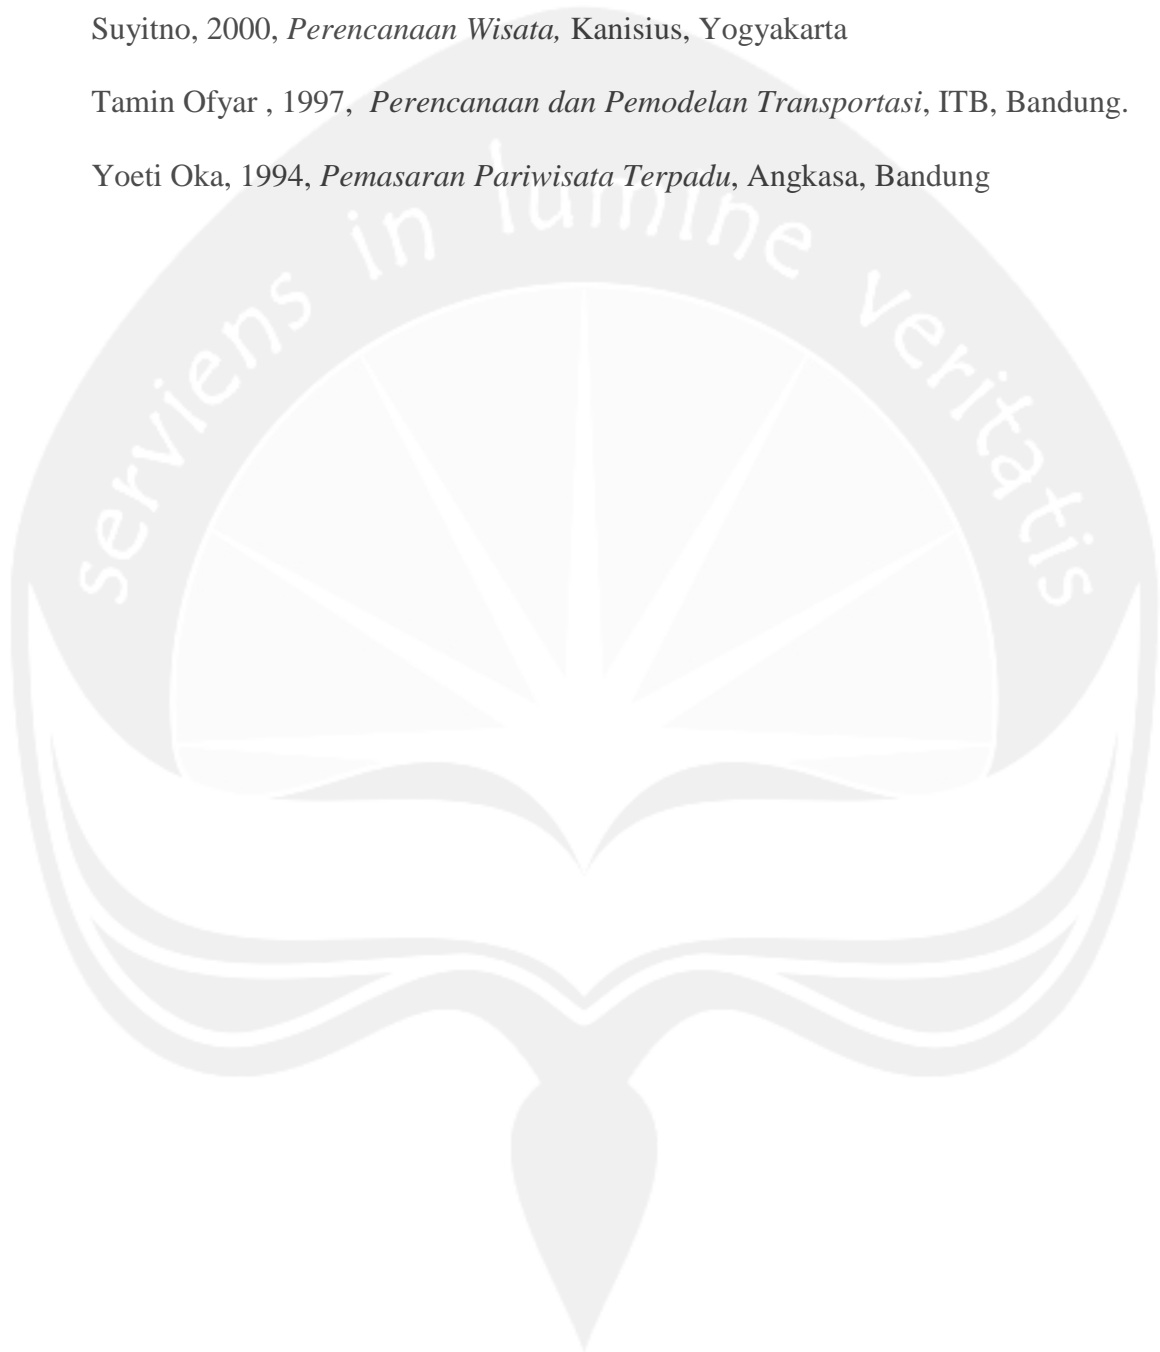 Suyitno, 2000, Perencanaan Wisata, Kanisius, Yogyakarta
Tamin Ofyar , 1997,  Perencanaan dan Pemodelan Transportasi, ITB, Bandung.
Yoeti Oka, 1994, Pemasaran Pariwisata Terpadu, Angkasa, Bandung
serviens in lumine veritatis